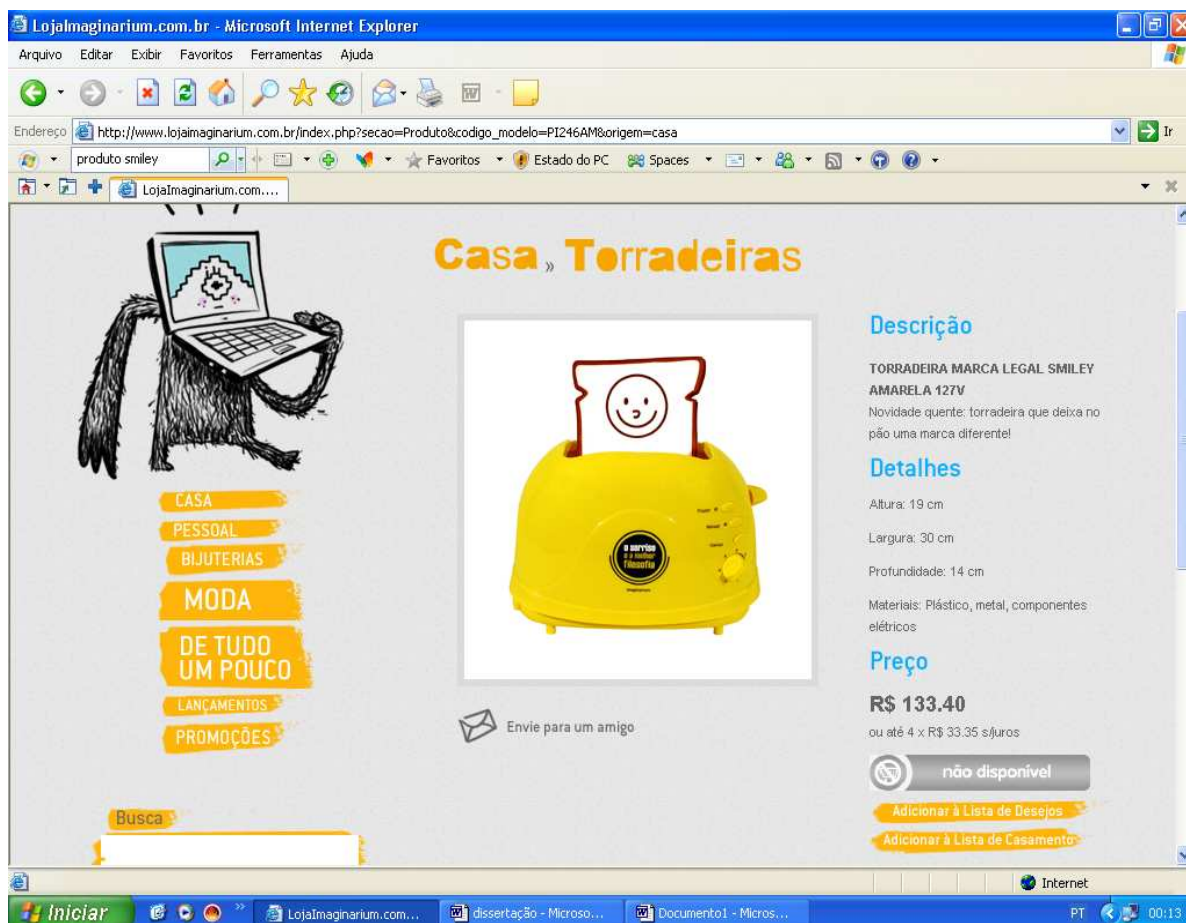 LojaImaginarium.com.br - Microsoft Internet Explorer
Arquivo Editar Exibir Favoritos Ferramentas Ajuda
Endereço http://www.lojaimaginarium.com.br/index.php?secao=Produto&codigo_modelo=PI246AM&origem=casa Ir
produto smiley Favoritos Estado do PC Spaces
LojaImaginarium.com....
Casa » Torradeiras
Descrição
TORRADEIRA MARCA LEGAL SMILEY
AMARELA 127V
Novidade quente: torradeira que deixa no
pão uma marca diferente!
Detalhes
Altura: 19 cm
Largura: 30 cm
Profundidade: 14 cm
Materiais: Plástico, metal, componentes
elétricos
Preço
R$ 133.40
ou até 4 x R$ 33.35 s/juros
não disponível
Adicionar à Lista de Desejos
Adicionar à Lista de Casamento
o sorriso
é a melhor
filosofia
Envie para um amigo
CASA
PESSOAL
BIJUTERIAS
MODA
DE TUDO
UM POUCO
LANÇAMENTOS
PROMOÇÕES
Busca
Internet
Iniciar LojaImaginarium.com... dissertação - Microso... Documento1 - Micros... PT 00:13